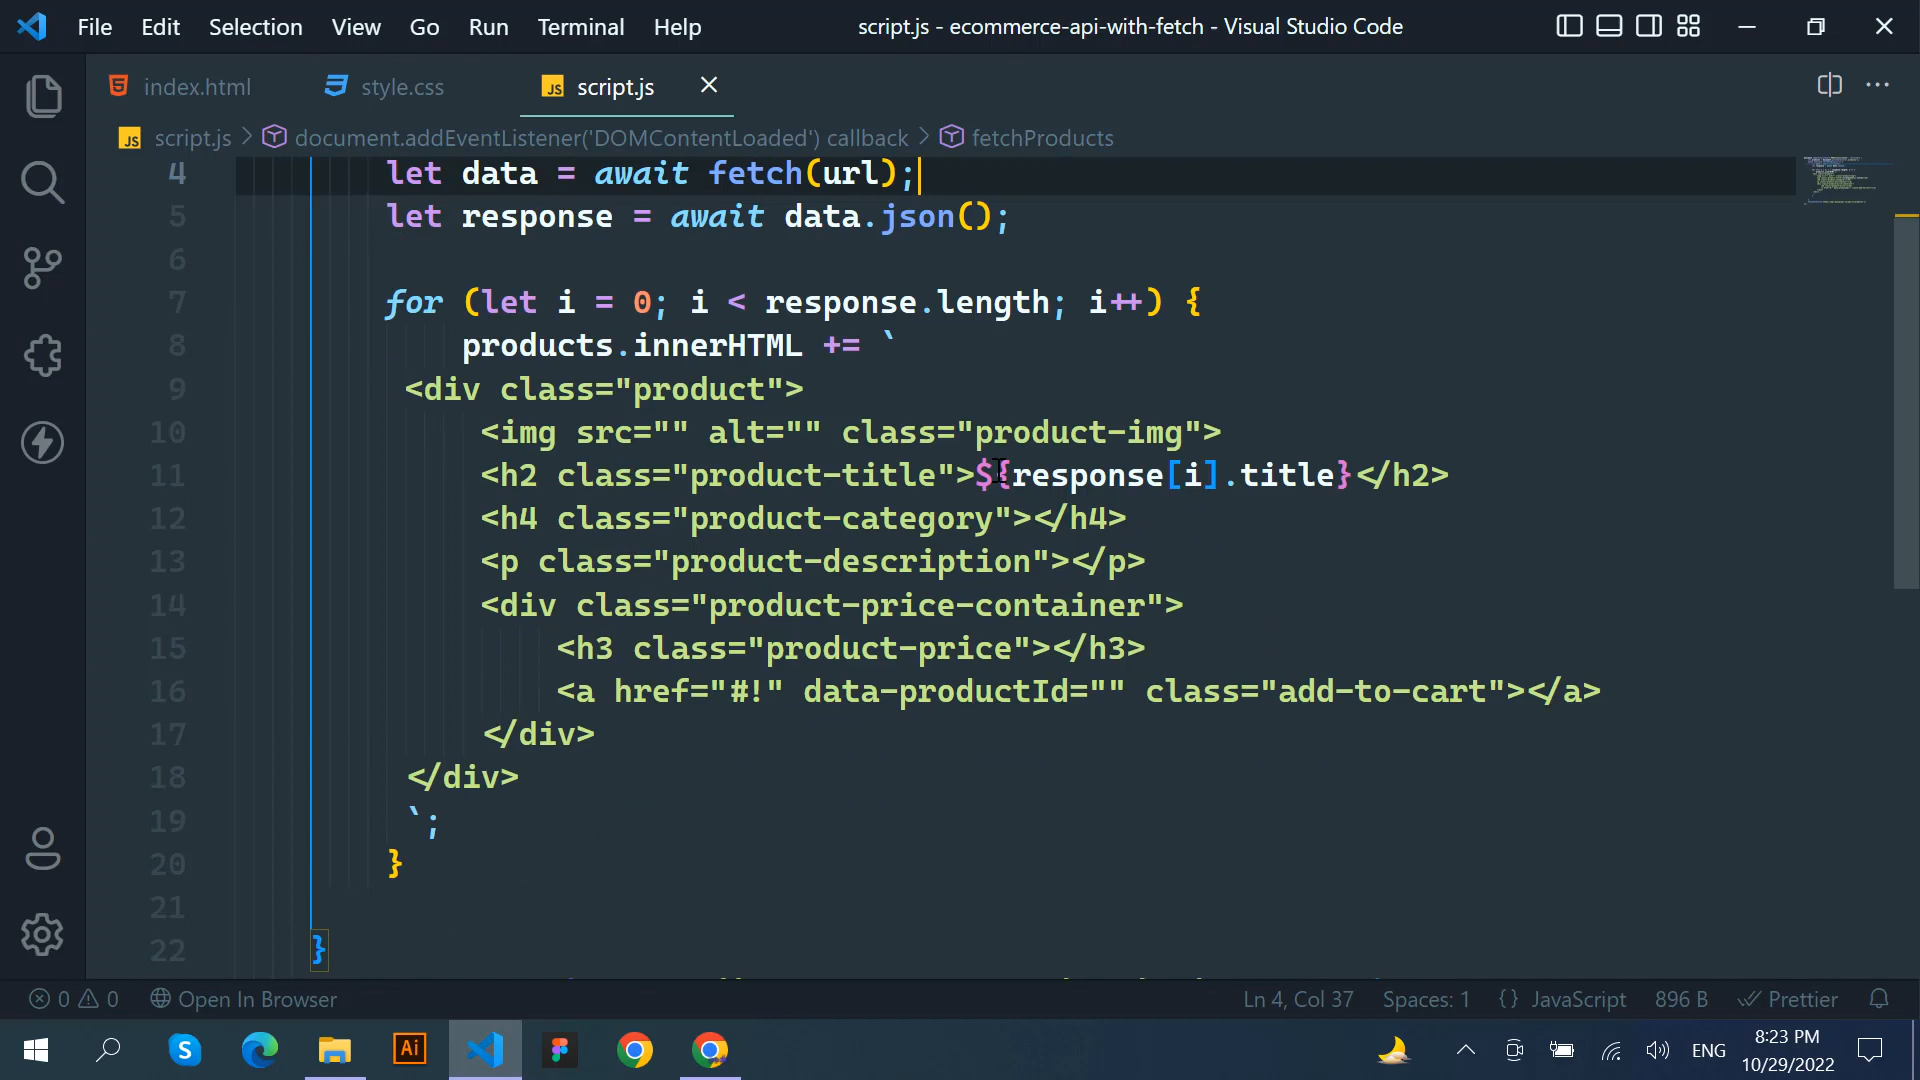 File Edit Selection View Go Run Terminal Help script.js - ecommerce-api-with-fetch - Visual Studio Code
index.html style.css JS script.js
JS script.js > document.addEventListener('DOMContentLoaded') callback > fetchProducts
4 let data = await fetch(url);
5 let response = await data.json();
6
7 for (let i = 0; i < response.length; i++) {
8 products.innerHTML += `
9 <div class="product">
10 <img src="" alt="" class="product-img">
11 <h2 class="product-title">${response[i].title}</h2>
12 <h4 class="product-category"></h4>
13 <p class="product-description"></p>
14 <div class="product-price-container">
15 <h3 class="product-price"></h3>
16 <a href="#!" data-productId="" class="add-to-cart"></a>
17 </div>
18 </div>
19 `;
20 }
21
22 }
0 0 Open In Browser Ln 4, Col 37 Spaces: 1 {} JavaScript 896 B Prettier
S Ai ENG 8:23 PM
10/29/2022